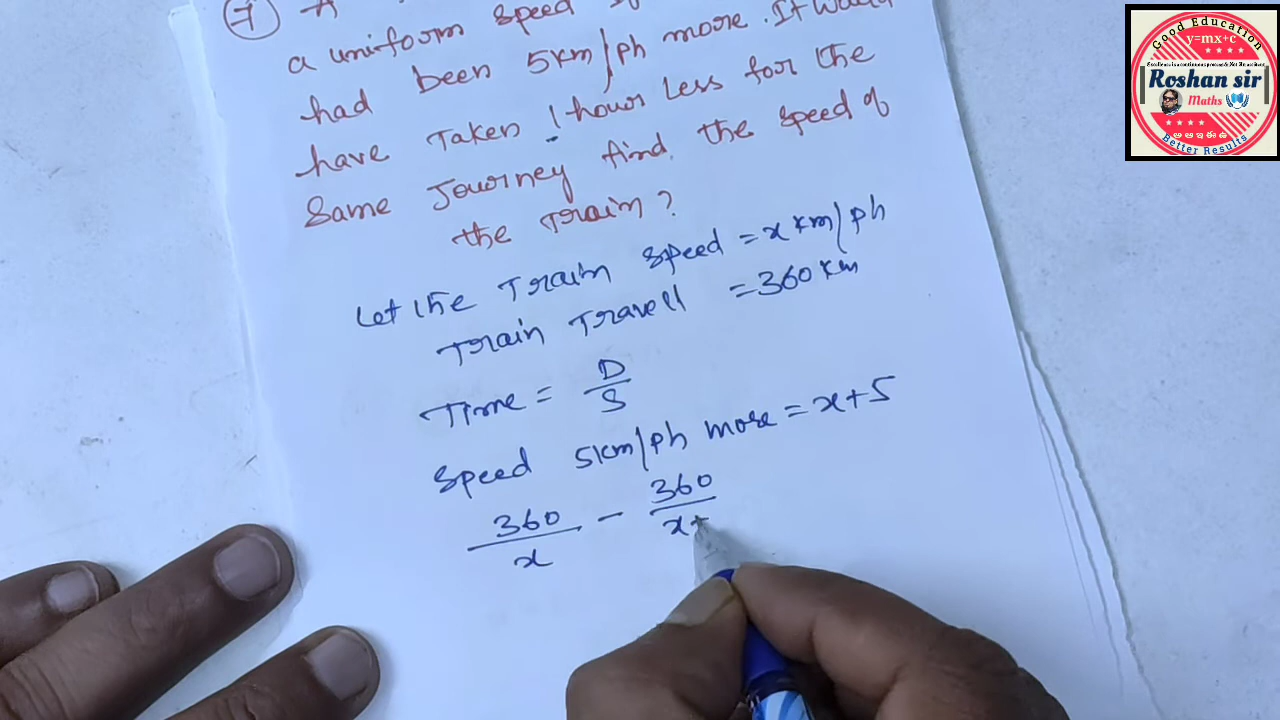 7 A
a uniform speed
had been 5km/ph more. It would
have Taken 1 hour Less for the
Same Journey find. the speed of
the Train?
Let the Train speed = x km/ph
Train Travell = 360 km
Time = D/S
Speed 5km/ph more = x+5
360/x - 360/x+
Good Education
y=mx+c
Roshan sir
Maths
Better Results